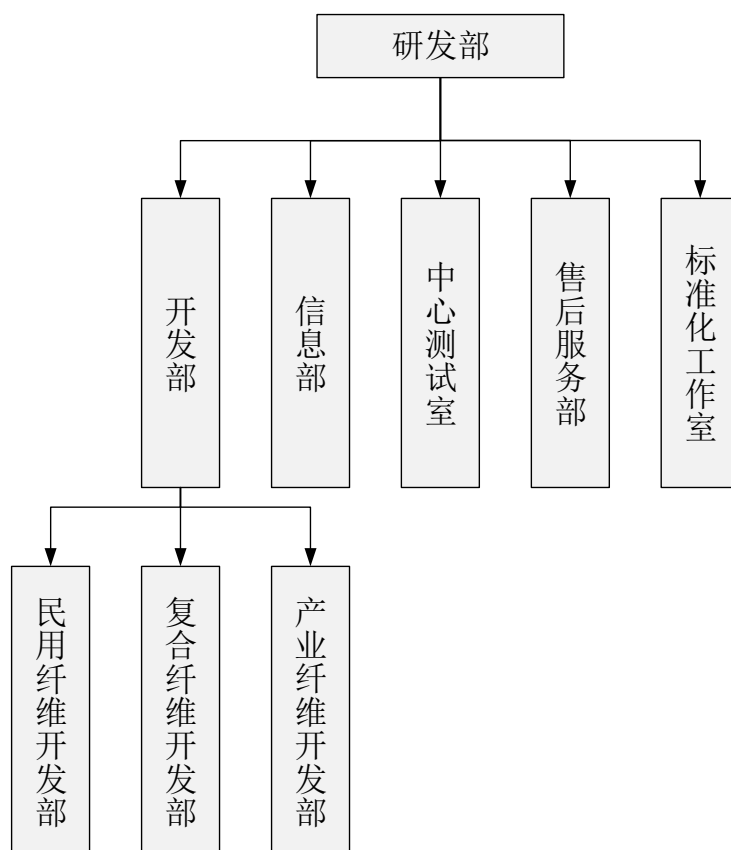 研发部
开发部
信息部
中心测试室
售后服务部
标准化工作室
民用纤维开发部
复合纤维开发部
产业纤维开发部